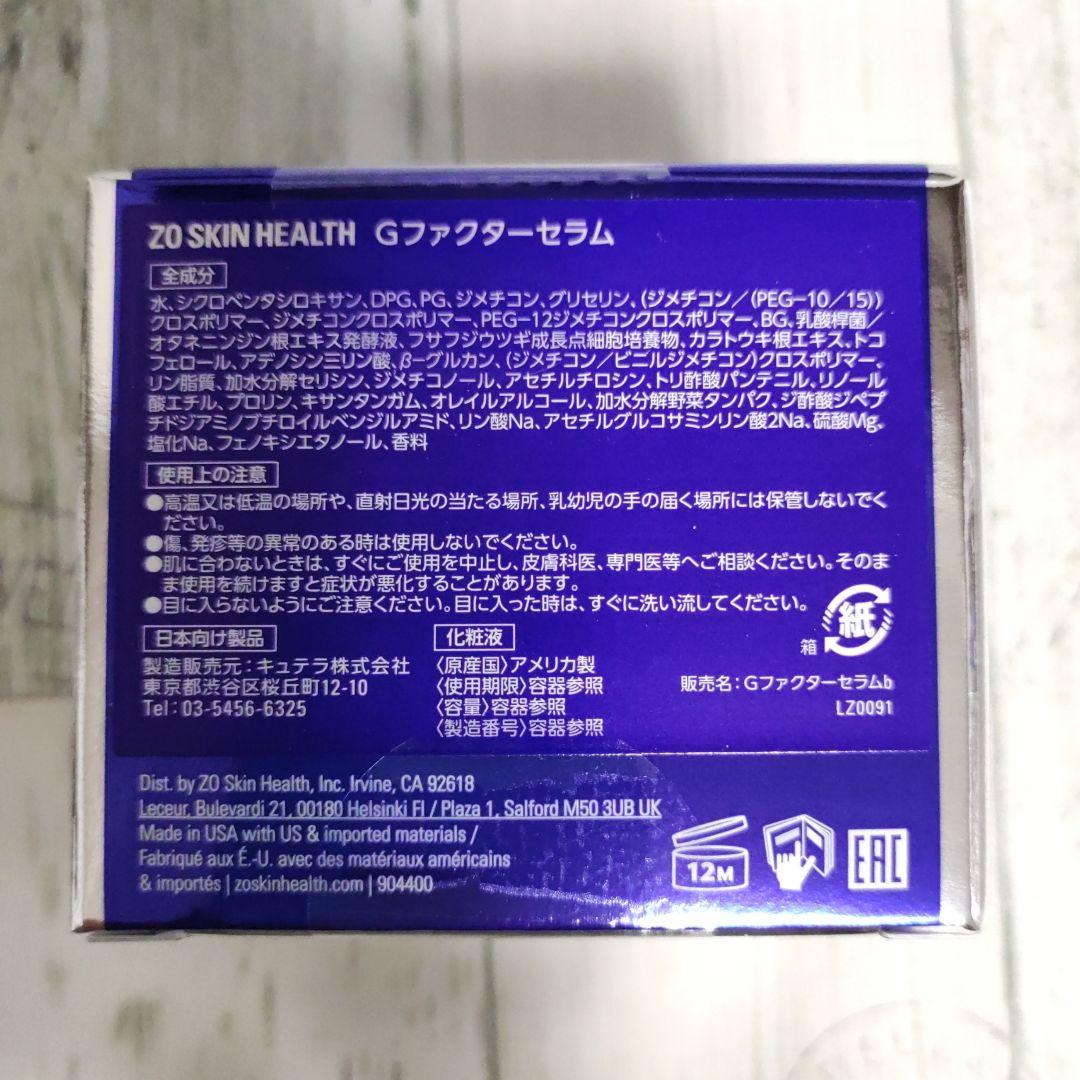 ZO SKIN HEALTH Gファクターセラム
全成分
水、シクロペンタシロキサン、DPG、PG、ジメチコン、グリセリン、(ジメチコン/(PEG-10/15))
クロスポリマー、ジメチコンクロスポリマー、PEG-12ジメチコンクロスポリマー、BG、乳酸桿菌/
オタネニンジン根エキス発酵液、フサフジウツギ成長点細胞培養物、カラトウキ根エキス、トコ
フェロール、アデノシン三リン酸、β-グルカン、(ジメチコン/ビニルジメチコン)クロスポリマー、
リン脂質、加水分解セリシン、ジメチコノール、アセチルチロシン、トリ酢酸パンテニル、リノール
酸エチル、プロリン、キサンタンガム、オレイルアルコール、加水分解野菜タンパク、ジ酢酸ジペプ
チドジアミノブチロイルベンジルアミド、リン酸Na、アセチルグルコサミンリン酸2Na、硫酸Mg、
塩化Na、フェノキシエタノール、香料
使用上の注意
●高温又は低温の場所や、直射日光の当たる場所、乳幼児の手の届く場所には保管しないでく
ださい。
●傷、発疹等の異常のある時は使用しないでください。
●肌に合わないときは、すぐにご使用を中止し、皮膚科医、専門医等へご相談ください。そのま
ま使用を続けますと症状が悪化することがあります。
●目に入らないようにご注意ください。目に入った時は、すぐに洗い流してください。
紙
箱
日本向け製品
製造販売元:キュテラ株式会社
東京都渋谷区桜丘町12-10
Tel:03-5456-6325
化粧液
〈原産国〉アメリカ製
〈使用期限〉容器参照
〈容量〉容器参照
〈製造番号〉容器参照
販売名:Gファクターセラムb
LZ0091
Dist. by ZO Skin Health, Inc. Irvine, CA 92618
Leceur, Bulevardi 21, 00180 Helsinki FI / Plaza 1, Salford M50 3UB UK
Made in USA with US & imported materials /
Fabriqué aux É.-U. avec des matériaux américains
& importés | zoskinhealth.com | 904400
12M
EAC